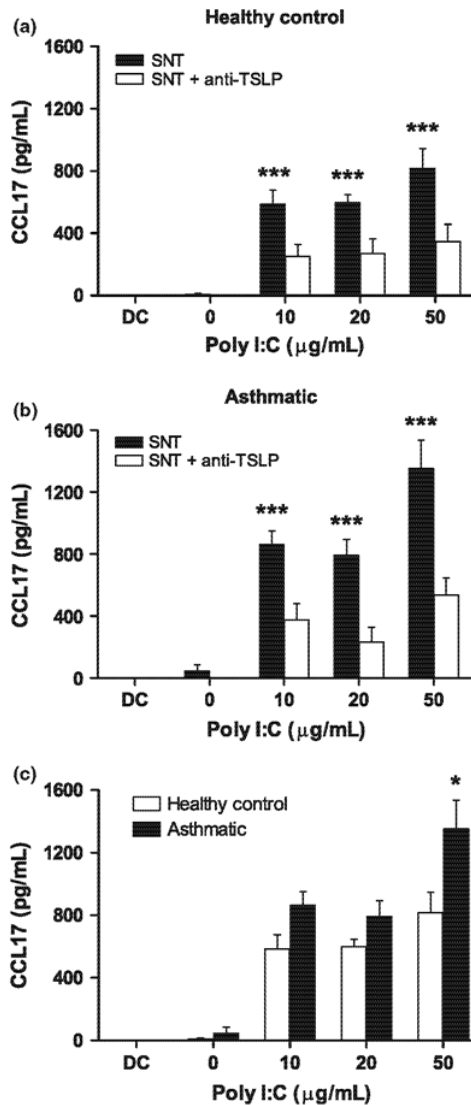 (a)
Healthy control
1600
SNT
SNT + anti-TSLP
1200
***
***
***
800
400
0
CCL17 (pg/mL)
DC 0 10 20 50
Poly I:C (μg/mL)
(b)
Asthmatic
1600
SNT
SNT + anti-TSLP
***
1200
***
***
800
400
0
CCL17 (pg/mL)
DC 0 10 20 50
Poly I:C (μg/mL)
(c)
1600
Healthy control
Asthmatic
*
1200
800
400
0
CCL17 (pg/mL)
DC 0 10 20 50
Poly I:C (μg/mL)